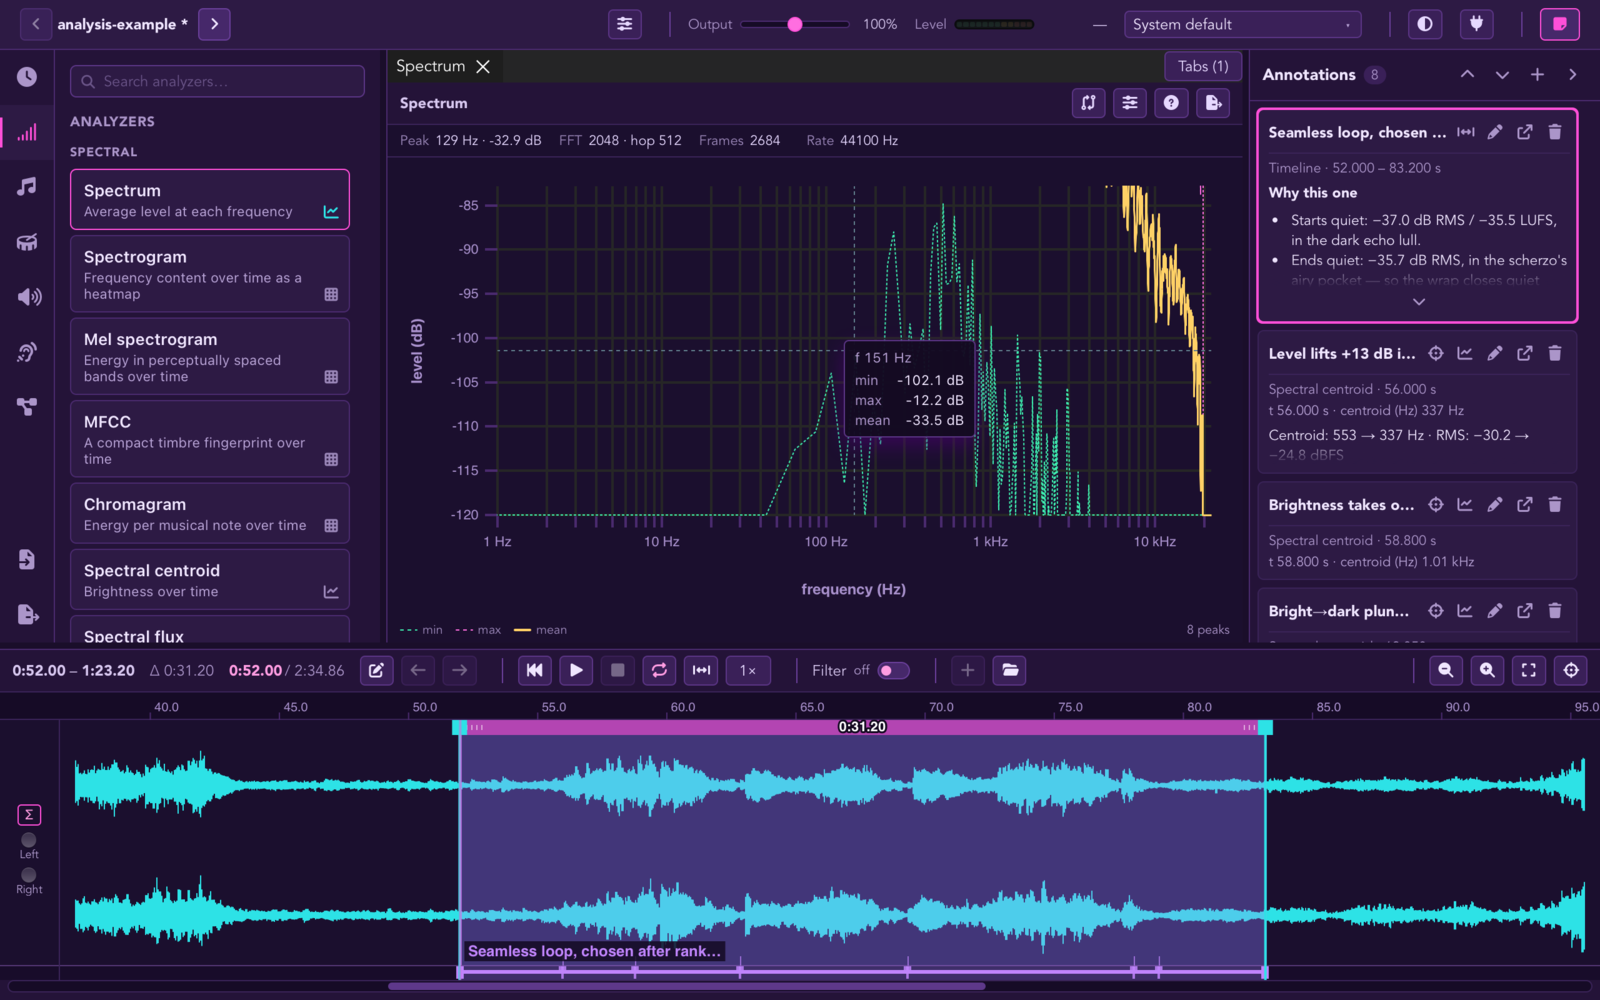 analysis-example *
Output
100%
Level
—
System default
Search analyzers...
ANALYZERS
SPECTRAL
Spectrum
Average level at each frequency
Spectrogram
Frequency content over time as a
heatmap
Mel spectrogram
Energy in perceptually spaced
bands over time
MFCC
A compact timbre fingerprint over
time
Chromagram
Energy per musical note over time
Spectral centroid
Brightness over time
Spectral flux
Spectrum
Tabs (1)
Spectrum
Peak 129 Hz · -32.9 dB FFT 2048 · hop 512 Frames 2684 Rate 44100 Hz
level (dB)
-85
-90
-95
-100
-105
-110
-115
-120
f 151 Hz
min -102.1 dB
max -12.2 dB
mean -33.5 dB
1 Hz 10 Hz 100 Hz 1 kHz 10 kHz
frequency (Hz)
min max mean
8 peaks
Annotations 8
Seamless loop, chosen ...
Timeline · 52.000 – 83.200 s
Why this one
• Starts quiet: −37.0 dB RMS / −35.5 LUFS,
in the dark echo lull.
• Ends quiet: −35.7 dB RMS, in the scherzo's
airy pocket — so the wrap closes quiet
Level lifts +13 dB i...
Spectral centroid · 56.000 s
t 56.000 s · centroid (Hz) 337 Hz
Centroid: 553 → 337 Hz · RMS: −30.2 →
−24.8 dBFS
Brightness takes o...
Spectral centroid · 58.800 s
t 58.800 s · centroid (Hz) 1.01 kHz
Bright→dark plun...
0:52.00 – 1:23.20 Δ 0:31.20 0:52.00 / 2:34.86
1×
Filter off
40.0 45.0 50.0 55.0 60.0 65.0 70.0 75.0 80.0 85.0 90.0 95.0
0:31.20
Σ
Left
Right
Seamless loop, chosen after rank...